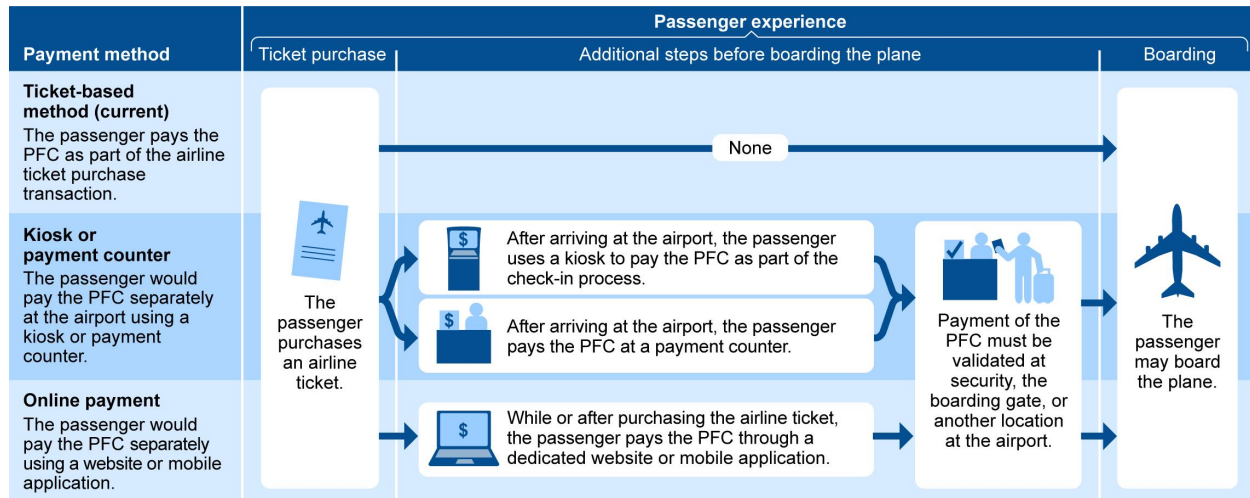 Passenger experience
Payment method
Ticket purchase
Additional steps before boarding the plane
Boarding
Ticket-based
method (current)
The passenger pays the
PFC as part of the airline
ticket purchase
transaction.
None
Kiosk or
payment counter
The passenger would
pay the PFC separately
at the airport using a
kiosk or payment
counter.
The
passenger
purchases
an airline
ticket.
$
After arriving at the airport, the passenger
uses a kiosk to pay the PFC as part of the
check-in process.
$
After arriving at the airport, the passenger
pays the PFC at a payment counter.
Payment of the
PFC must be
validated at
security, the
boarding gate, or
another location
at the airport.
The
passenger
may board
the plane.
Online payment
The passenger would
pay the PFC separately
using a website or mobile
application.
$
While or after purchasing the airline ticket,
the passenger pays the PFC through a
dedicated website or mobile application.